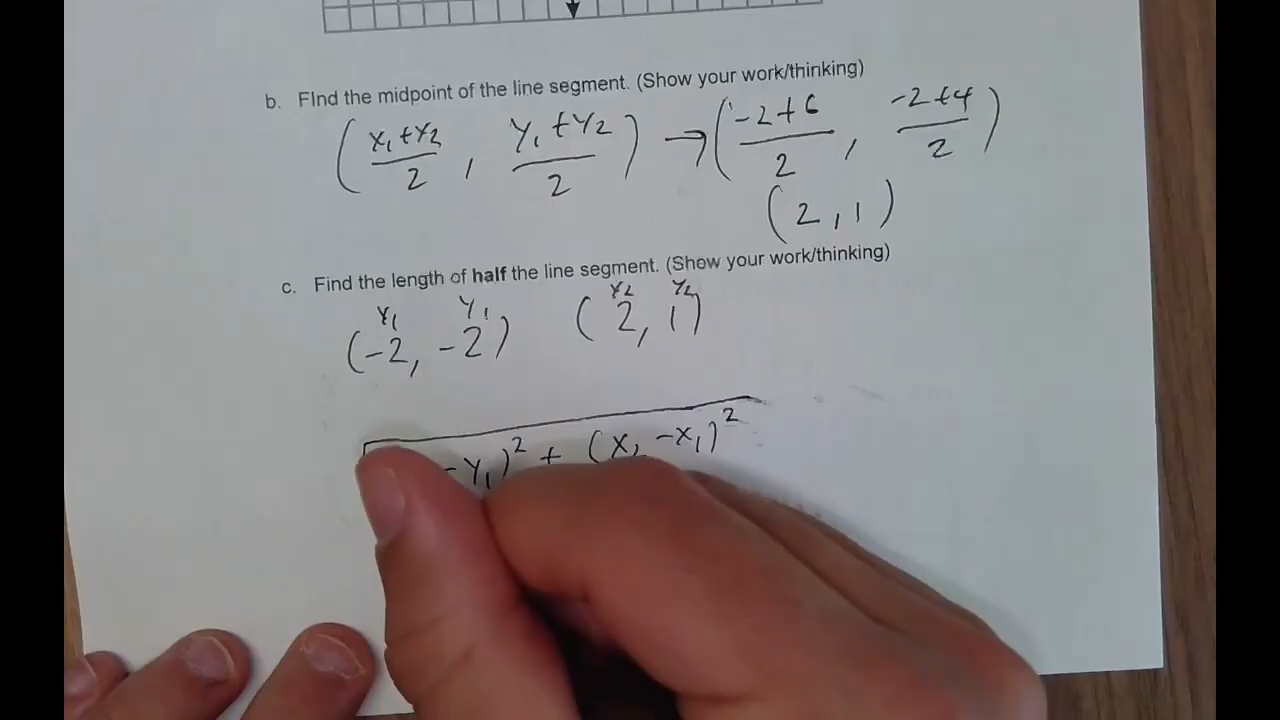 b. FInd the midpoint of the line segment. (Show your work/thinking)
(x₁+x₂/2, y₁+y₂/2) → (-2+6/2, -2+4/2)
(2, 1)
c. Find the length of half the line segment. (Show your work/thinking)
x₁ y₁ x₂ y₂
(-2, -2) (2, 1)
-y₁)² + (x₂-x₁)²